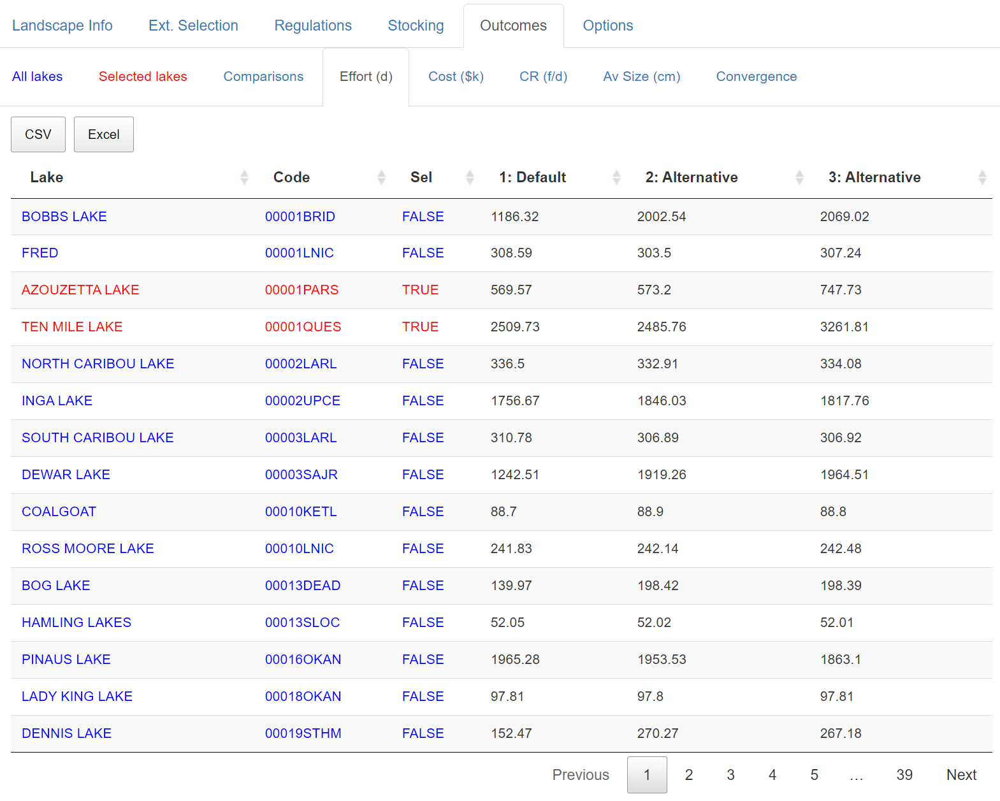 Landscape Info Ext. Selection Regulations Stocking Outcomes Options
All lakes Selected lakes Comparisons Effort (d) Cost ($k) CR (f/d) Av Size (cm) Convergence
CSV Excel
Lake Code Sel 1: Default 2: Alternative 3: Alternative
BOBBS LAKE 00001BRID FALSE 1186.32 2002.54 2069.02
FRED 00001LNIC FALSE 308.59 303.5 307.24
AZOUZETTA LAKE 00001PARS TRUE 569.57 573.2 747.73
TEN MILE LAKE 00001QUES TRUE 2509.73 2485.76 3261.81
NORTH CARIBOU LAKE 00002LARL FALSE 336.5 332.91 334.08
INGA LAKE 00002UPCE FALSE 1756.67 1846.03 1817.76
SOUTH CARIBOU LAKE 00003LARL FALSE 310.78 306.89 306.92
DEWAR LAKE 00003SAJR FALSE 1242.51 1919.26 1964.51
COALGOAT 00010KETL FALSE 88.7 88.9 88.8
ROSS MOORE LAKE 00010LNIC FALSE 241.83 242.14 242.48
BOG LAKE 00013DEAD FALSE 139.97 198.42 198.39
HAMLING LAKES 00013SLOC FALSE 52.05 52.02 52.01
PINAUS LAKE 00016OKAN FALSE 1965.28 1953.53 1863.1
LADY KING LAKE 00018OKAN FALSE 97.81 97.8 97.81
DENNIS LAKE 00019STHM FALSE 152.47 270.27 267.18
Previous 1 2 3 4 5 … 39 Next